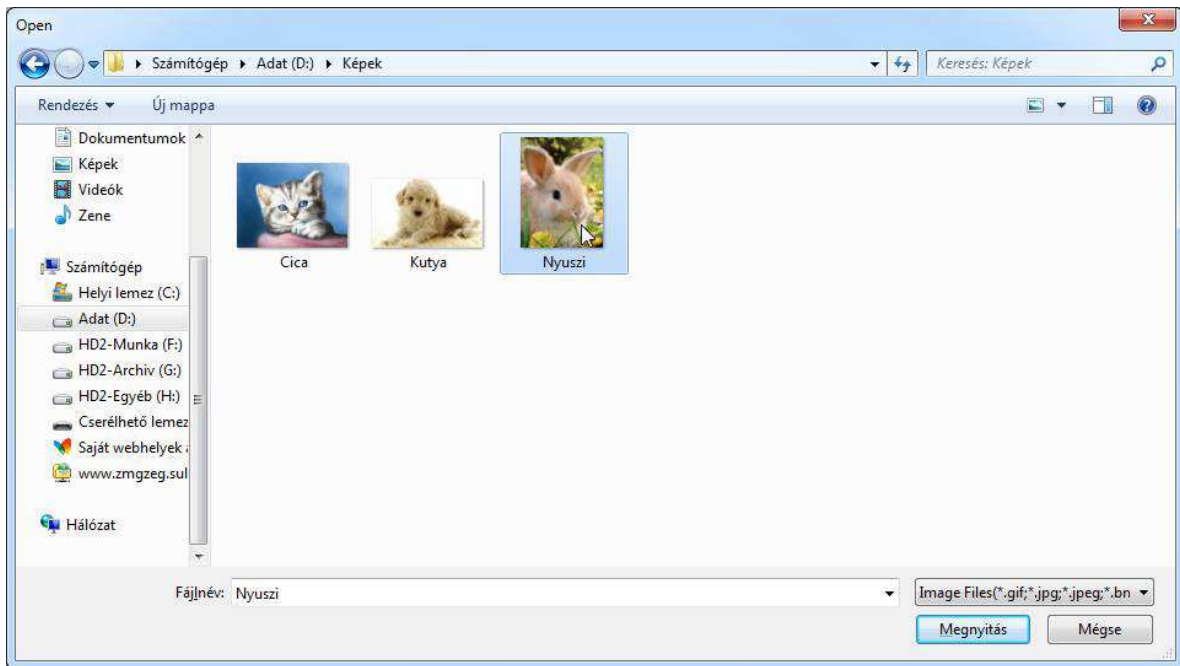 Open
Számítógép ▸ Adat (D:) ▸ Képek
Keresés: Képek
Rendezés
Új mappa
Dokumentumok
Képek
Videók
Zene
Számítógép
Helyi lemez (C:)
Adat (D:)
HD2-Munka (F:)
HD2-Archiv (G:)
HD2-Egyéb (H:)
Cserélhető lemez
Saját webhelyek
www.zmgzeg.sul
Hálózat
Cica
Kutya
Nyuszi
Fájlnév: Nyuszi
Image Files(*.gif;*.jpg;*.jpeg;*.bn
Megnyitás
Mégse